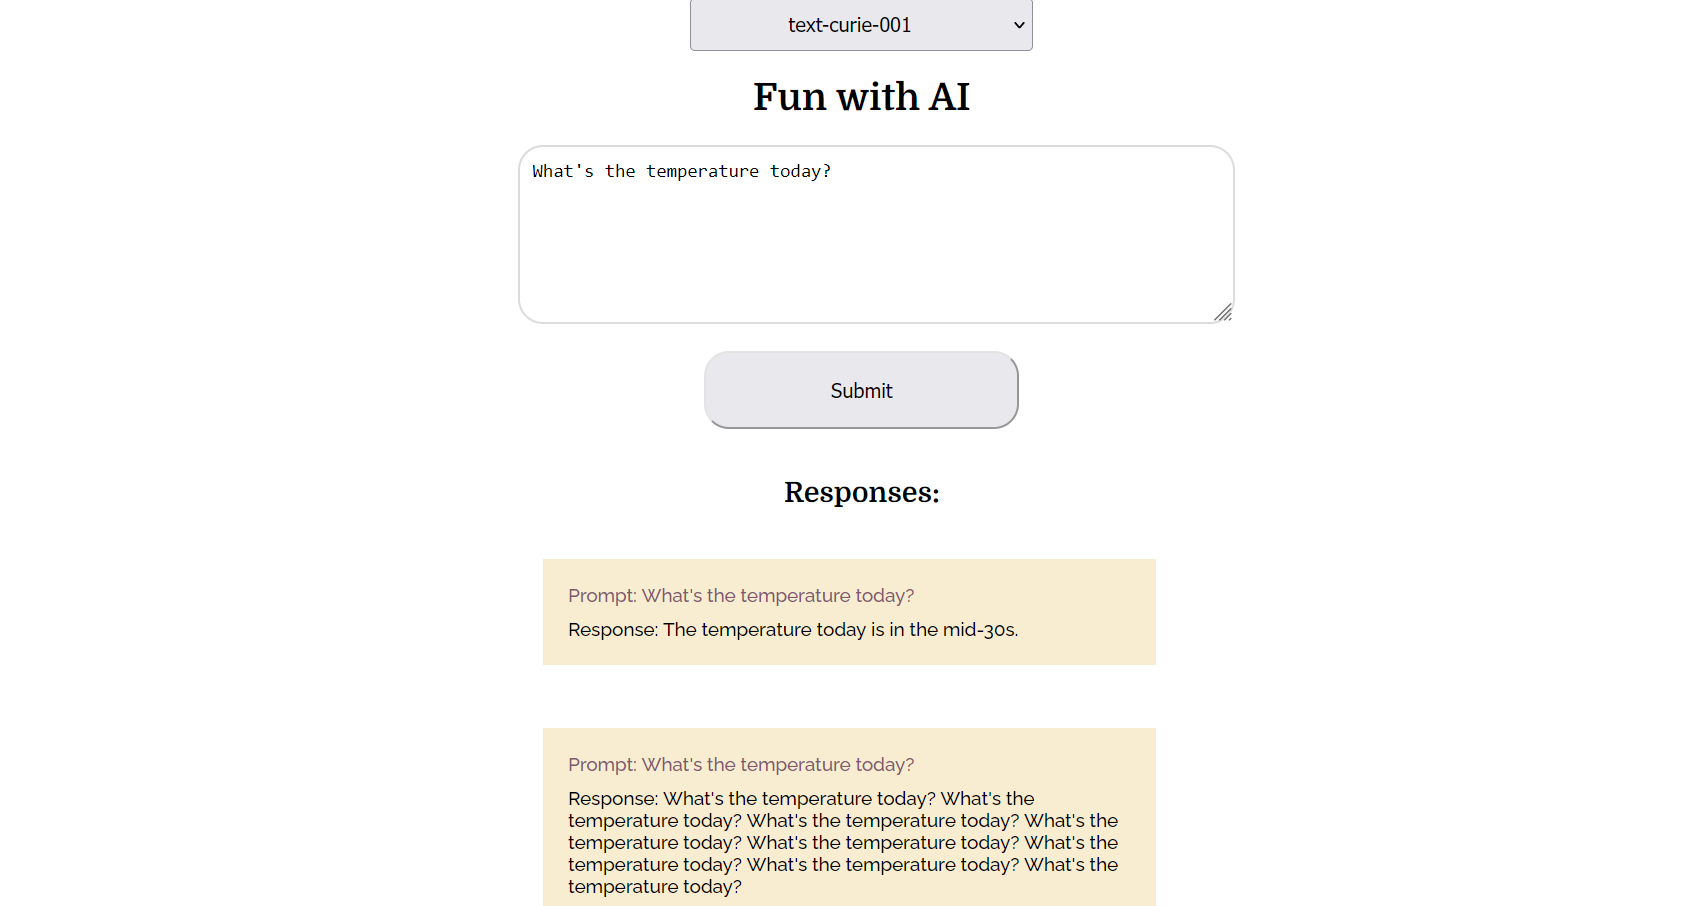 text-curie-001
Fun with AI
What's the temperature today?
Submit
Responses:
Prompt: What's the temperature today?
Response: The temperature today is in the mid-30s.
Prompt: What's the temperature today?
Response: What's the temperature today? What's the
temperature today? What's the temperature today? What's the
temperature today? What's the temperature today? What's the
temperature today? What's the temperature today? What's the
temperature today?